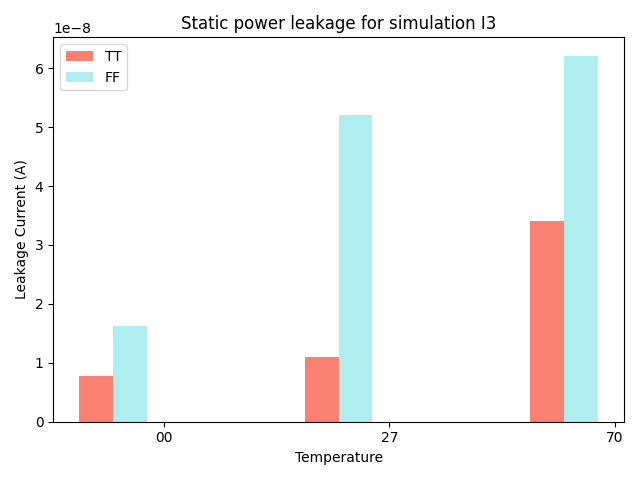 Static power leakage for simulation I3
1e−8
TT
FF
6
5
4
3
2
1
0
Leakage Current (A)
00
27
70
Temperature